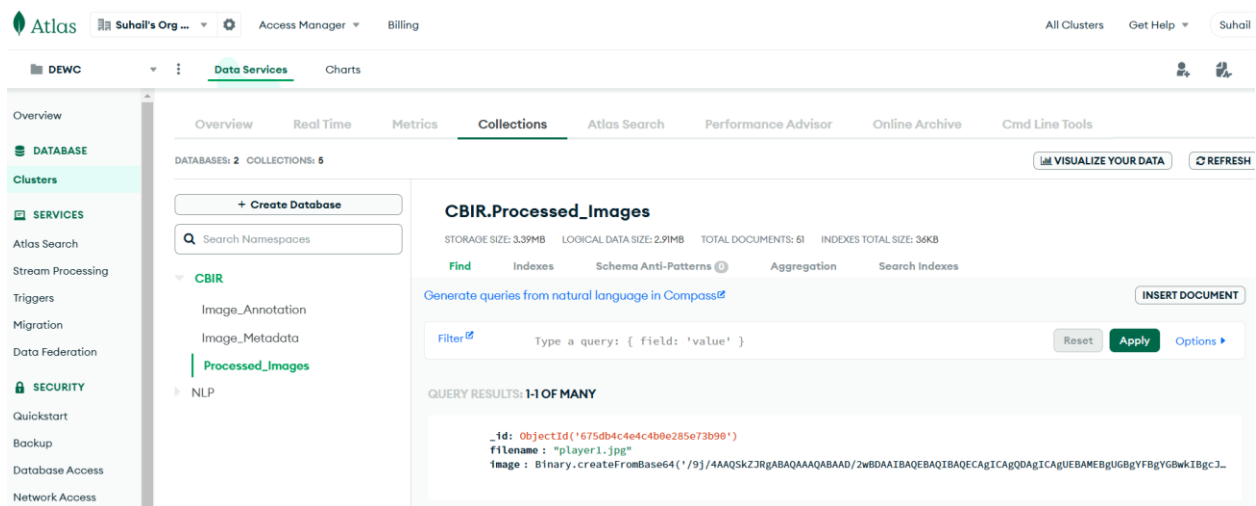 Atlas Suhail's Org ... Access Manager Billing All Clusters Get Help Suhail
DEWC Data Services Charts
Overview
DATABASE
Clusters
SERVICES
Atlas Search
Stream Processing
Triggers
Migration
Data Federation
SECURITY
Quickstart
Backup
Database Access
Network Access
Overview Real Time Metrics Collections Atlas Search Performance Advisor Online Archive Cmd Line Tools
DATABASES: 2 COLLECTIONS: 5 VISUALIZE YOUR DATA REFRESH
+ Create Database
Search Namespaces
CBIR
Image_Annotation
Image_Metadata
Processed_Images
NLP
CBIR.Processed_Images
STORAGE SIZE: 3.39MB LOGICAL DATA SIZE: 2.91MB TOTAL DOCUMENTS: 61 INDEXES TOTAL SIZE: 36KB
Find Indexes Schema Anti-Patterns 0 Aggregation Search Indexes
Generate queries from natural language in Compass INSERT DOCUMENT
Filter Type a query: { field: 'value' } Reset Apply Options
QUERY RESULTS: 1-1 OF MANY
_id: ObjectId('675db4c4e4c4b0e285e73b90')
filename : "player1.jpg"
image : Binary.createFromBase64('/9j/4AAQSkZJRgABAQAAAQABAAD/2wBDAAIBAQEBAQIBAQECAgICAgQDAgICAgUEBAMEBgUGBgYFBgYGBwkIBgcJ…